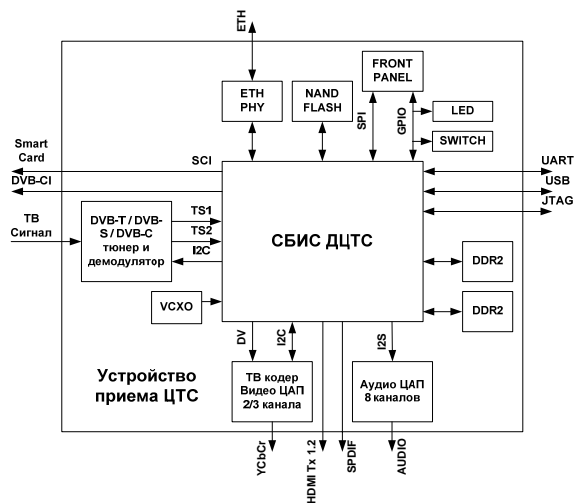 ETH
FRONT
PANEL
ETH
PHY
NAND
FLASH
SPI
GPIO
LED
SWITCH
Smart
Card
SCI
UART
DVB-CI
USB
JTAG
ТВ
Сигнал
DVB-T / DVB-
S / DVB-C
тюнер и
демодулятор
TS1
TS2
I2C
СБИС ДЦТС
DDR2
DDR2
VCXO
DV
I2C
I2S
Устройство
приема ЦТС
ТВ кодер
Видео ЦАП
2/3 канала
Аудио ЦАП
8 каналов
YCbCr
HDMI Tx 1.2
SPDIF
AUDIO